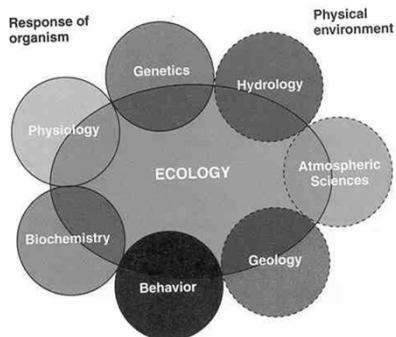 Response of
organism
Physical
environment
Genetics
Hydrology
Physiology
ECOLOGY
Atmospheric
Sciences
Biochemistry
Geology
Behavior